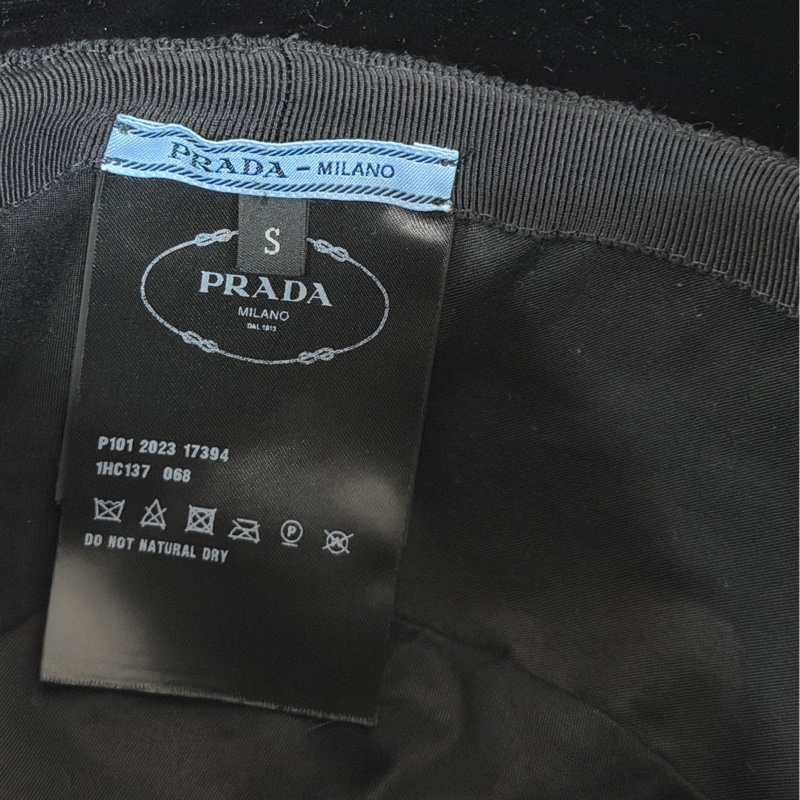 PRADA – MILANO
S
PRADA
MILANO
DAL 1913
P101 2023 17394
1HC137 068
P
W
DO NOT NATURAL DRY